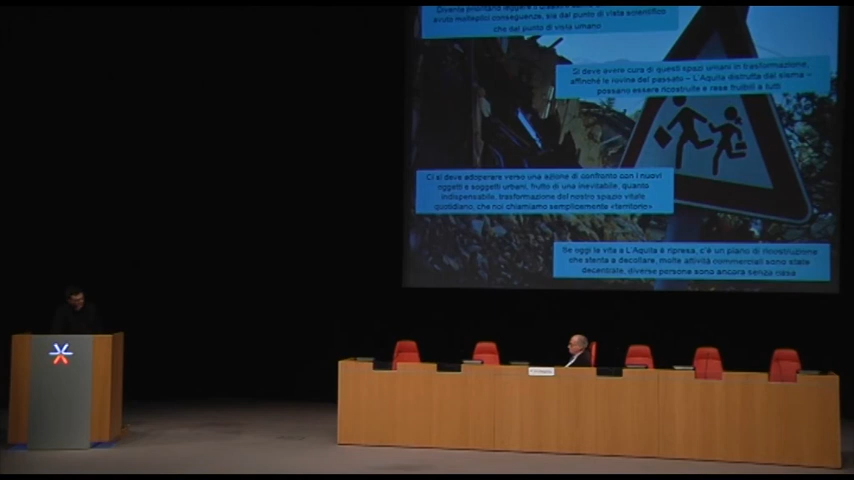 Diventa prioritario leggere il
avuto molteplici conseguenze, sia dal punto di vista scientifico
che dal punto di vista umano
Si deve avere cura di questi spazi umani in trasformazione,
affinché le rovine del passato – L'Aquila distrutta dal sisma –
possano essere ricostruite e rese fruibili a tutti
Ci si deve adoperare verso una azione di confronto con i nuovi
oggetti e soggetti urbani, frutto di una inevitabile, quanto
indispensabile, trasformazione del nostro spazio vitale
quotidiano, che noi chiamiamo semplicemente «territorio»
Se oggi la vita a L'Aquila è ripresa, c'è un piano di ricostruzione
che stenta a decollare, molte attività commerciali sono state
decentrate, diverse persone sono ancora senza casa